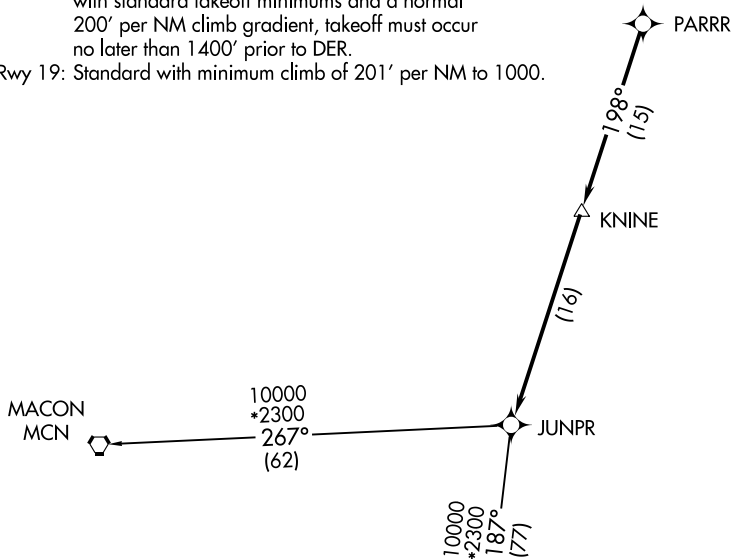 with standard takeoff minimums and a normal
200' per NM climb gradient, takeoff must occur
no later than 1400' prior to DER.
Rwy 19: Standard with minimum climb of 201' per NM to 1000.
PARRR
198°
(15)
KNINE
(16)
MACON
MCN
10000
*2300
267°
(62)
JUNPR
10000
*2300
187°
(77)